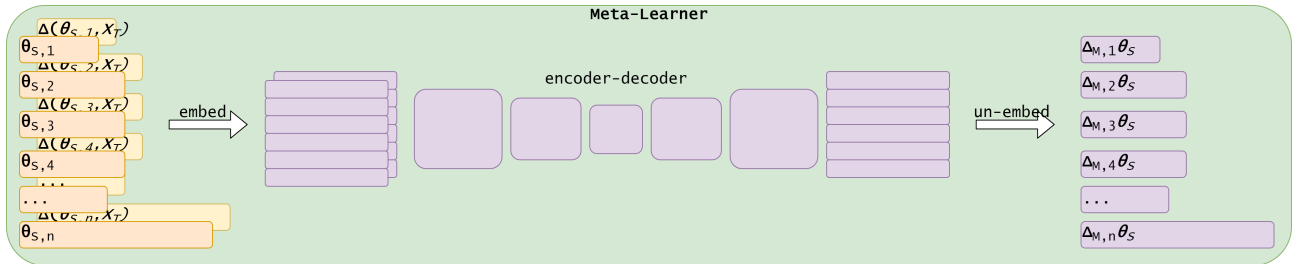 Meta-Learner
Δ(θS,1,XT)
θS,1
Δ(θS,2,XT)
θS,2
Δ(θS,3,XT)
θS,3
Δ(θS,4,XT)
θS,4
...
...
Δ(θS,n,XT)
θS,n
embed
encoder-decoder
un-embed
ΔM,1θS
ΔM,2θS
ΔM,3θS
ΔM,4θS
...
ΔM,nθS